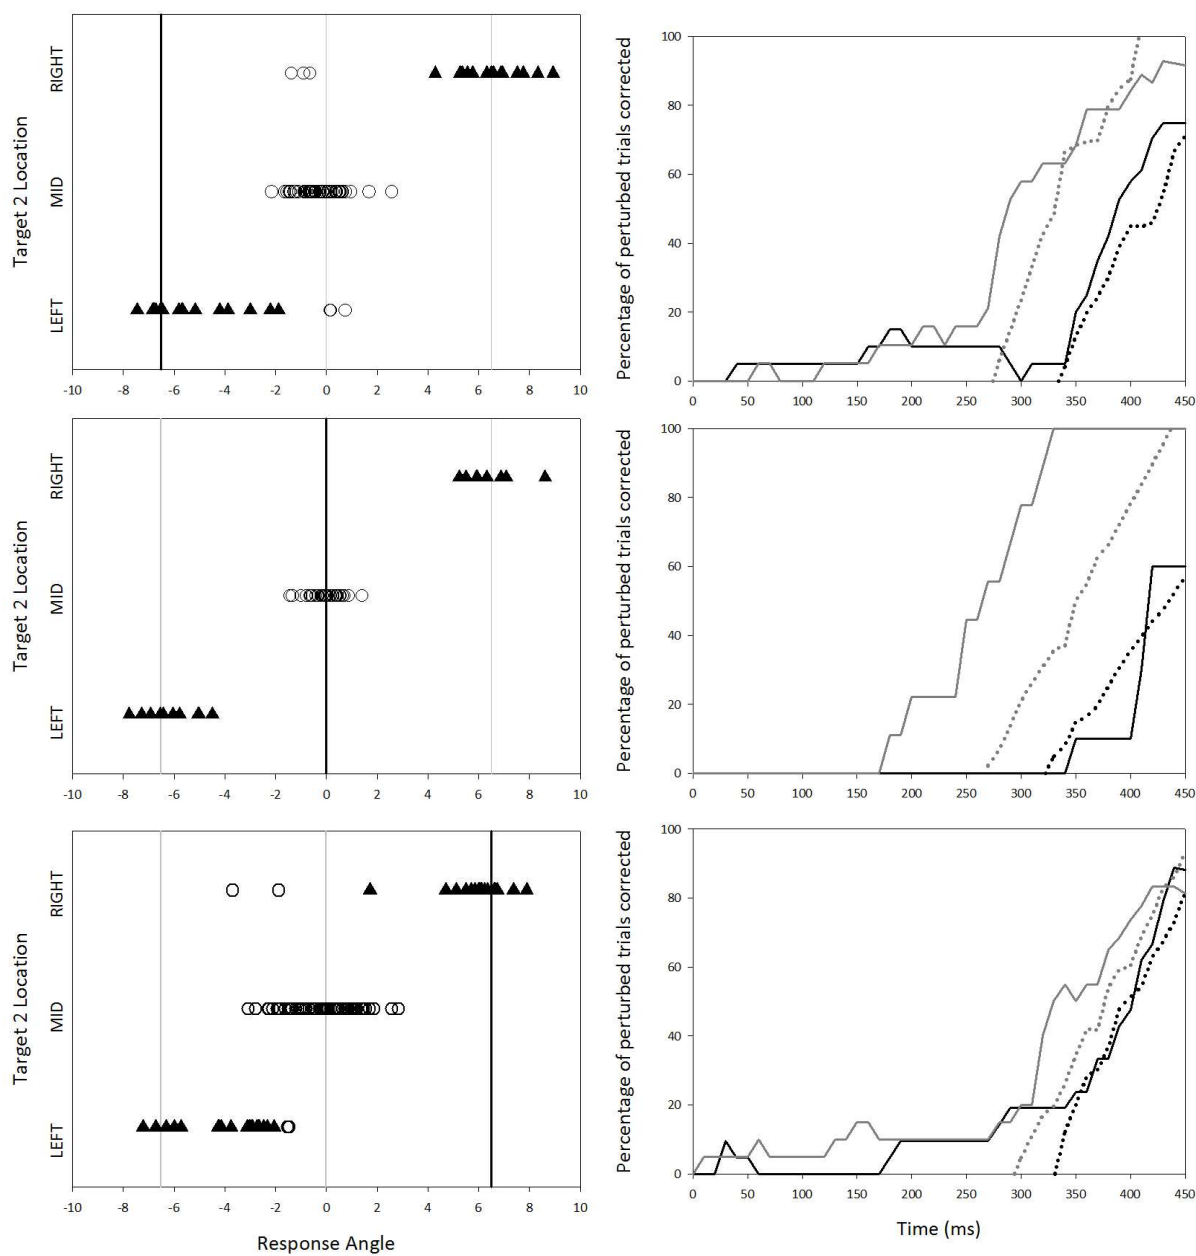 Target 2 Location
RIGHT
MID
LEFT
-10 -8 -6 -4 -2 0 2 4 6 8 10
Percentage of perturbed trials corrected
100
80
60
40
20
0
0 50 100 150 200 250 300 350 400 450
Target 2 Location
RIGHT
MID
LEFT
-10 -8 -6 -4 -2 0 2 4 6 8 10
Percentage of perturbed trials corrected
100
80
60
40
20
0
0 50 100 150 200 250 300 350 400 450
Target 2 Location
RIGHT
MID
LEFT
-10 -8 -6 -4 -2 0 2 4 6 8 10
Response Angle
Percentage of perturbed trials corrected
100
80
60
40
20
0
0 50 100 150 200 250 300 350 400 450
Time (ms)